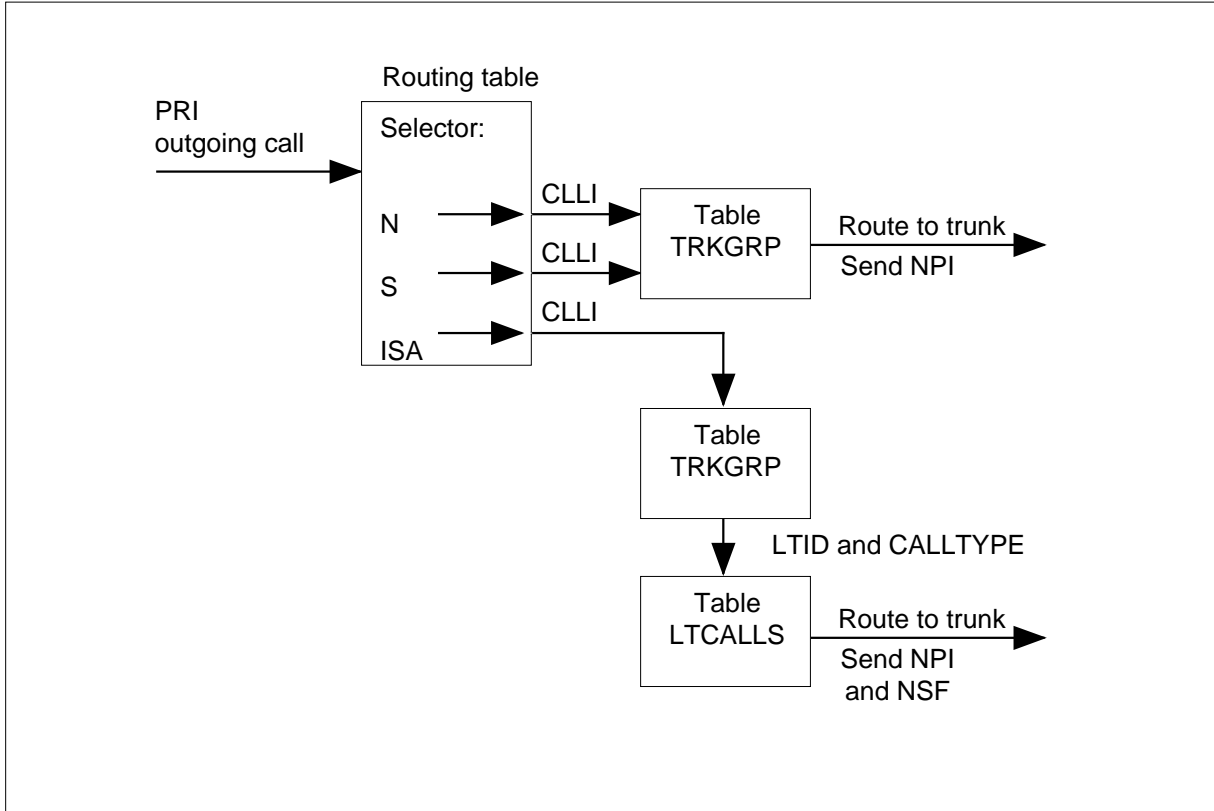 Routing table
PRI
outgoing call
Selector:
N
S
ISA
CLLI
CLLI
CLLI
Table
TRKGRP
Route to trunk
Send NPI
Table
TRKGRP
LTID and CALLTYPE
Table
LTCALLS
Route to trunk
Send NPI
and NSF